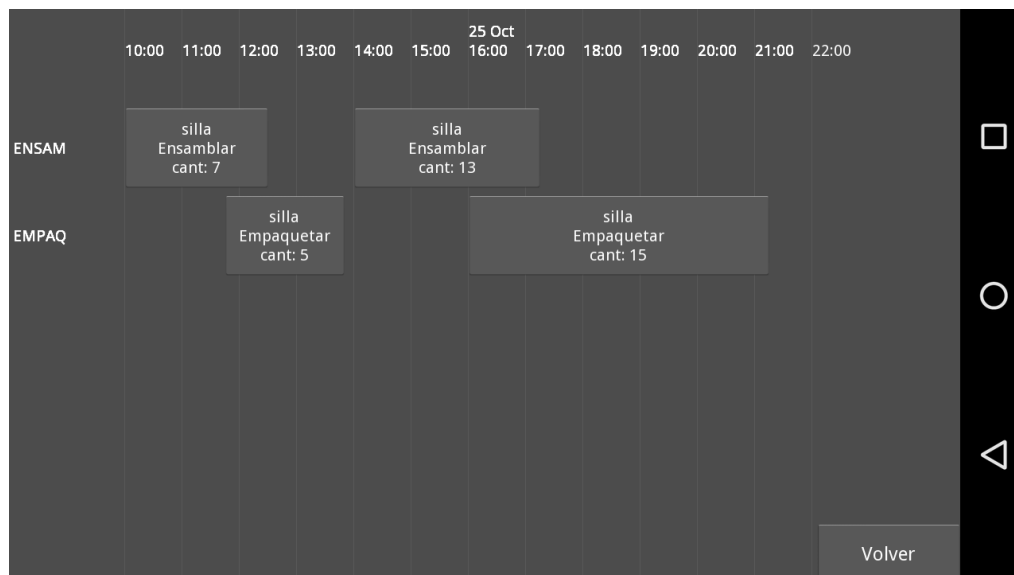 25 Oct
10:00 11:00 12:00 13:00 14:00 15:00 16:00 17:00 18:00 19:00 20:00 21:00 22:00
ENSAM
silla
Ensamblar
cant: 7
silla
Ensamblar
cant: 13
EMPAQ
silla
Empaquetar
cant: 5
silla
Empaquetar
cant: 15
Volver